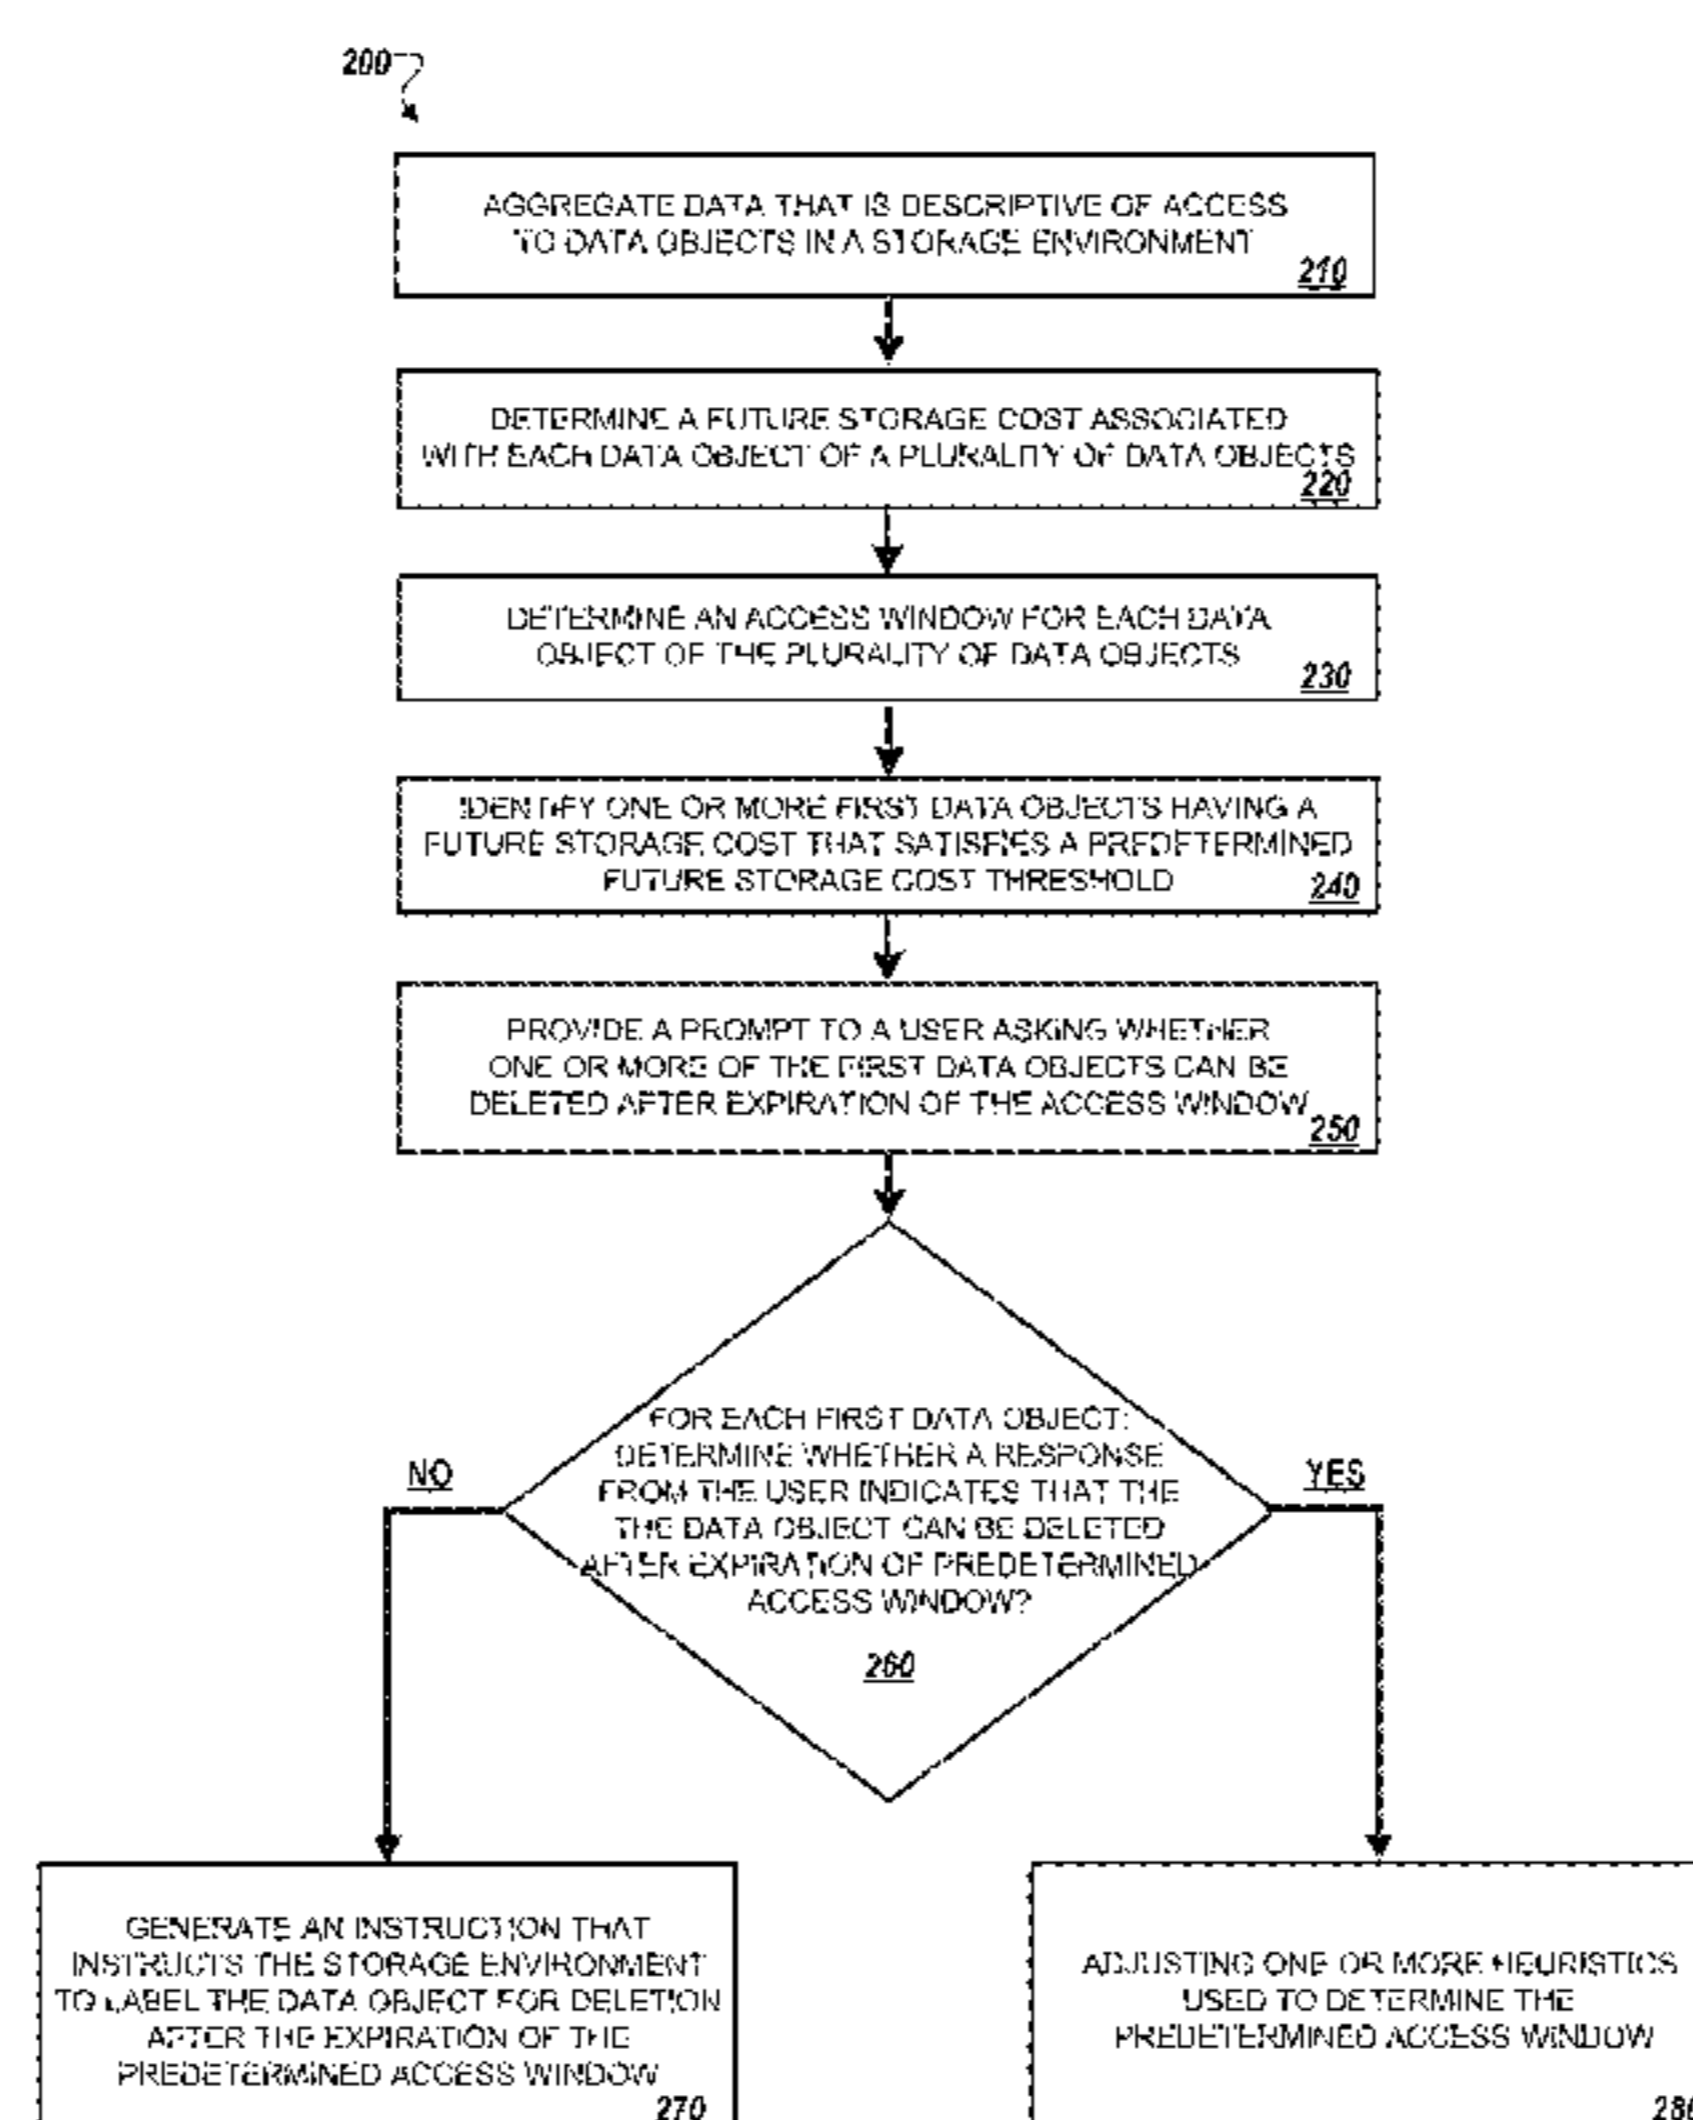 200
AGGREGATE DATA THAT IS DESCRIPTIVE OF ACCESS
TO DATA OBJECTS IN A STORAGE ENVIRONMENT
210
DETERMINE A FUTURE STORAGE COST ASSOCIATED
WITH EACH DATA OBJECT OF A PLURALITY OF DATA OBJECTS
220
DETERMINE AN ACCESS WINDOW FOR EACH DATA
OBJECT OF THE PLURALITY OF DATA OBJECTS
230
IDENTIFY ONE OR MORE FIRST DATA OBJECTS HAVING A
FUTURE STORAGE COST THAT SATISFIES A PREDETERMINED
FUTURE STORAGE COST THRESHOLD
240
PROVIDE A PROMPT TO A USER ASKING WHETHER
ONE OR MORE OF THE FIRST DATA OBJECTS CAN BE
DELETED AFTER EXPIRATION OF THE ACCESS WINDOW
250
FOR EACH FIRST DATA OBJECT:
DETERMINE WHETHER A RESPONSE
FROM THE USER INDICATES THAT THE
THE DATA OBJECT CAN BE DELETED
AFTER EXPIRATION OF PREDETERMINED
ACCESS WINDOW?
260
NO
YES
GENERATE AN INSTRUCTION THAT
INSTRUCTS THE STORAGE ENVIRONMENT
TO LABEL THE DATA OBJECT FOR DELETION
AFTER THE EXPIRATION OF THE
PREDETERMINED ACCESS WINDOW
270
ADJUSTING ONE OR MORE HEURISTICS
USED TO DETERMINE THE
PREDETERMINED ACCESS WINDOW
280